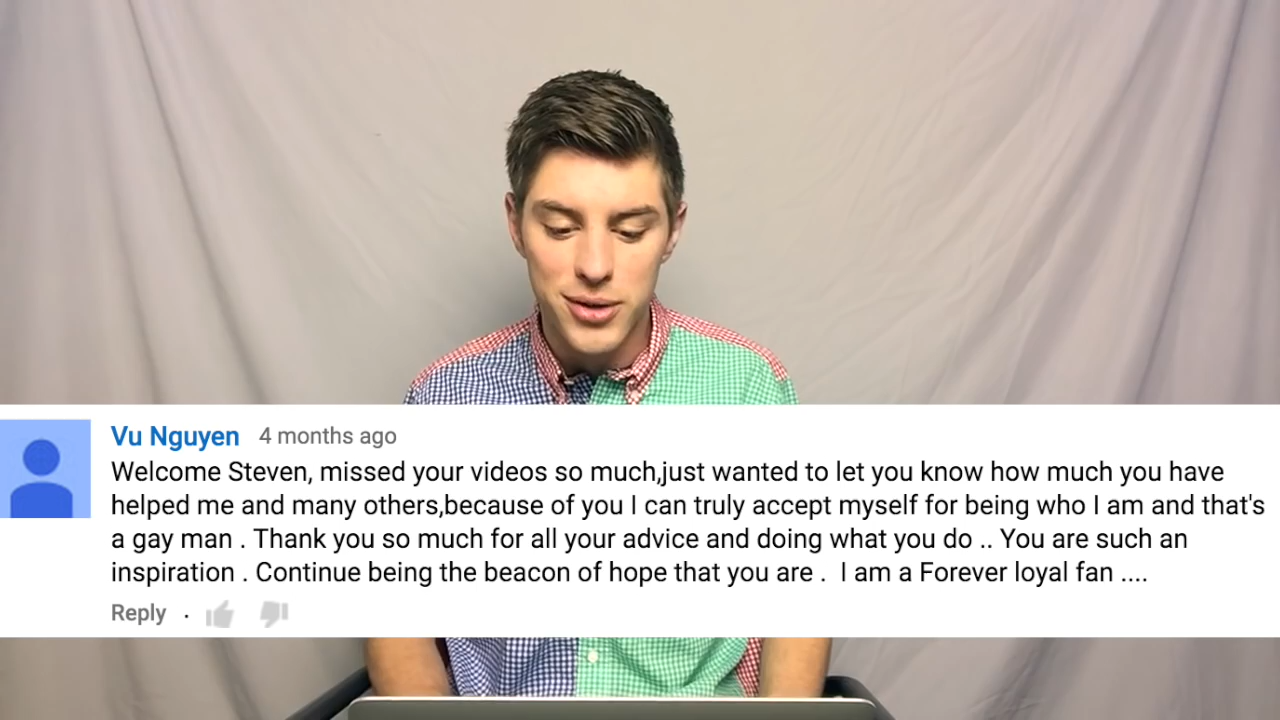 Vu Nguyen 4 months ago
Welcome Steven, missed your videos so much,just wanted to let you know how much you have
helped me and many others,because of you I can truly accept myself for being who I am and that's
a gay man . Thank you so much for all your advice and doing what you do .. You are such an
inspiration . Continue being the beacon of hope that you are .  I am a Forever loyal fan ....
Reply ·